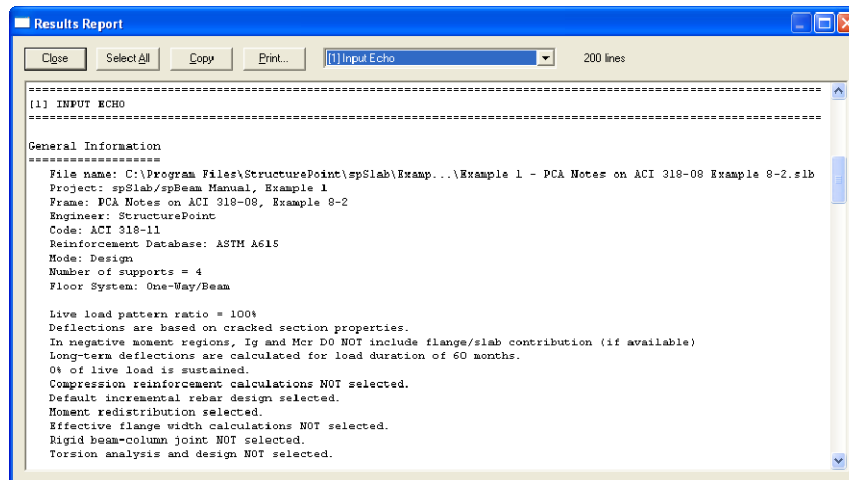 Results Report
Close Select All Copy Print... [1] Input Echo 200 lines
[1] INPUT ECHO
General Information
File name: C:\Program Files\StructurePoint\spSlab\Examp...\Example 1 - PCA Notes on ACI 318-08 Example 8-2.slb
Project: spSlab/spBeam Manual, Example 1
Frame: PCA Notes on ACI 318-08, Example 8-2
Engineer: StructurePoint
Code: ACI 318-11
Reinforcement Database: ASTM A615
Mode: Design
Number of supports = 4
Floor System: One-Way/Beam
Live load pattern ratio = 100%
Deflections are based on cracked section properties.
In negative moment regions, Ig and Mcr DO NOT include flange/slab contribution (if available)
Long-term deflections are calculated for load duration of 60 months.
0% of live load is sustained.
Compression reinforcement calculations NOT selected.
Default incremental rebar design selected.
Moment redistribution selected.
Effective flange width calculations NOT selected.
Rigid beam-column joint NOT selected.
Torsion analysis and design NOT selected.